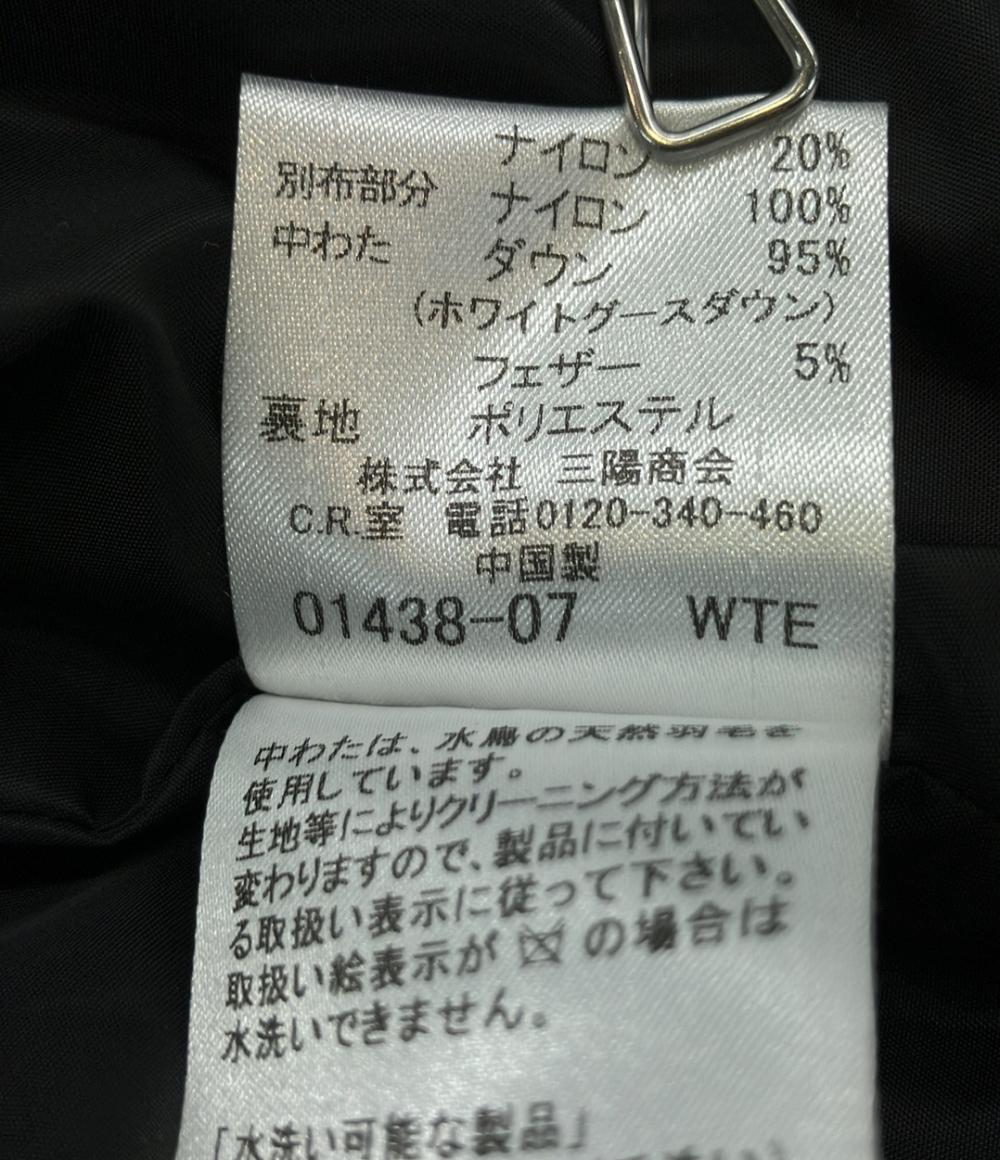 ナイロン 20%
別布部分 ナイロン 100%
中わた ダウン 95%
(ホワイトグースダウン)
フェザー 5%
裏地 ポリエステル
株式会社 三陽商会
C.R.室 電話0120-340-460
中国製
01438-07 WTE
中わたは、水鳥の天然羽毛を
使用しています。
生地等によりクリーニング方法が
変わりますので、製品に付いてい
る取扱い表示に従って下さい。
取扱い絵表示が の場合は
水洗いできません。
「水洗い可能な製品」